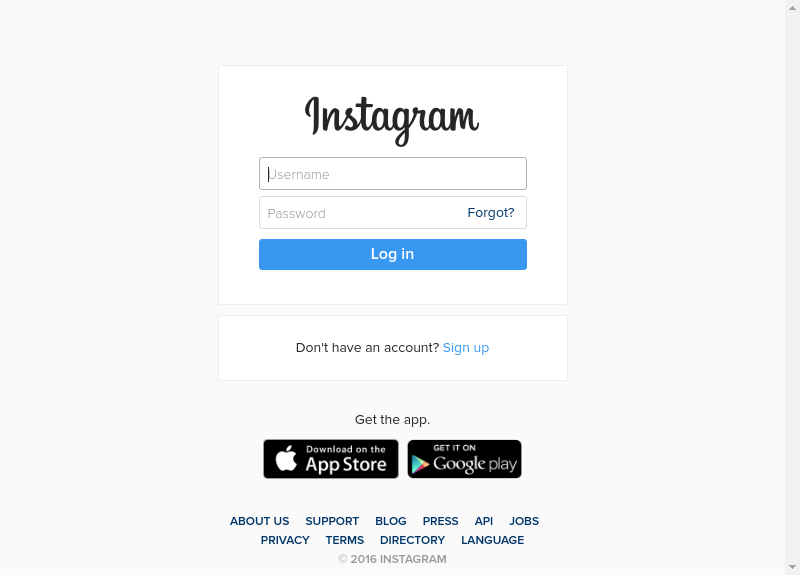 Instagram
Username
Password Forgot?
Log in
Don't have an account? Sign up
Get the app.
Download on the App Store
GET IT ON Google play
ABOUT US SUPPORT BLOG PRESS API JOBS
PRIVACY TERMS DIRECTORY LANGUAGE
© 2016 INSTAGRAM